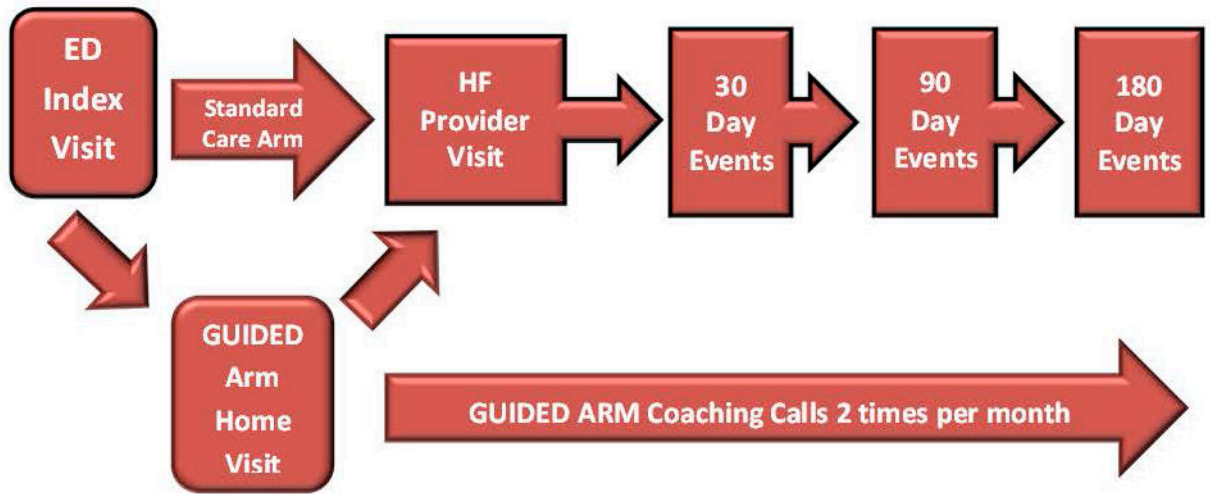 ED
Index
Visit
Standard
Care Arm
HF
Provider
Visit
30
Day
Events
90
Day
Events
180
Day
Events
GUIDED
Arm
Home
Visit
GUIDED ARM Coaching Calls 2 times per month